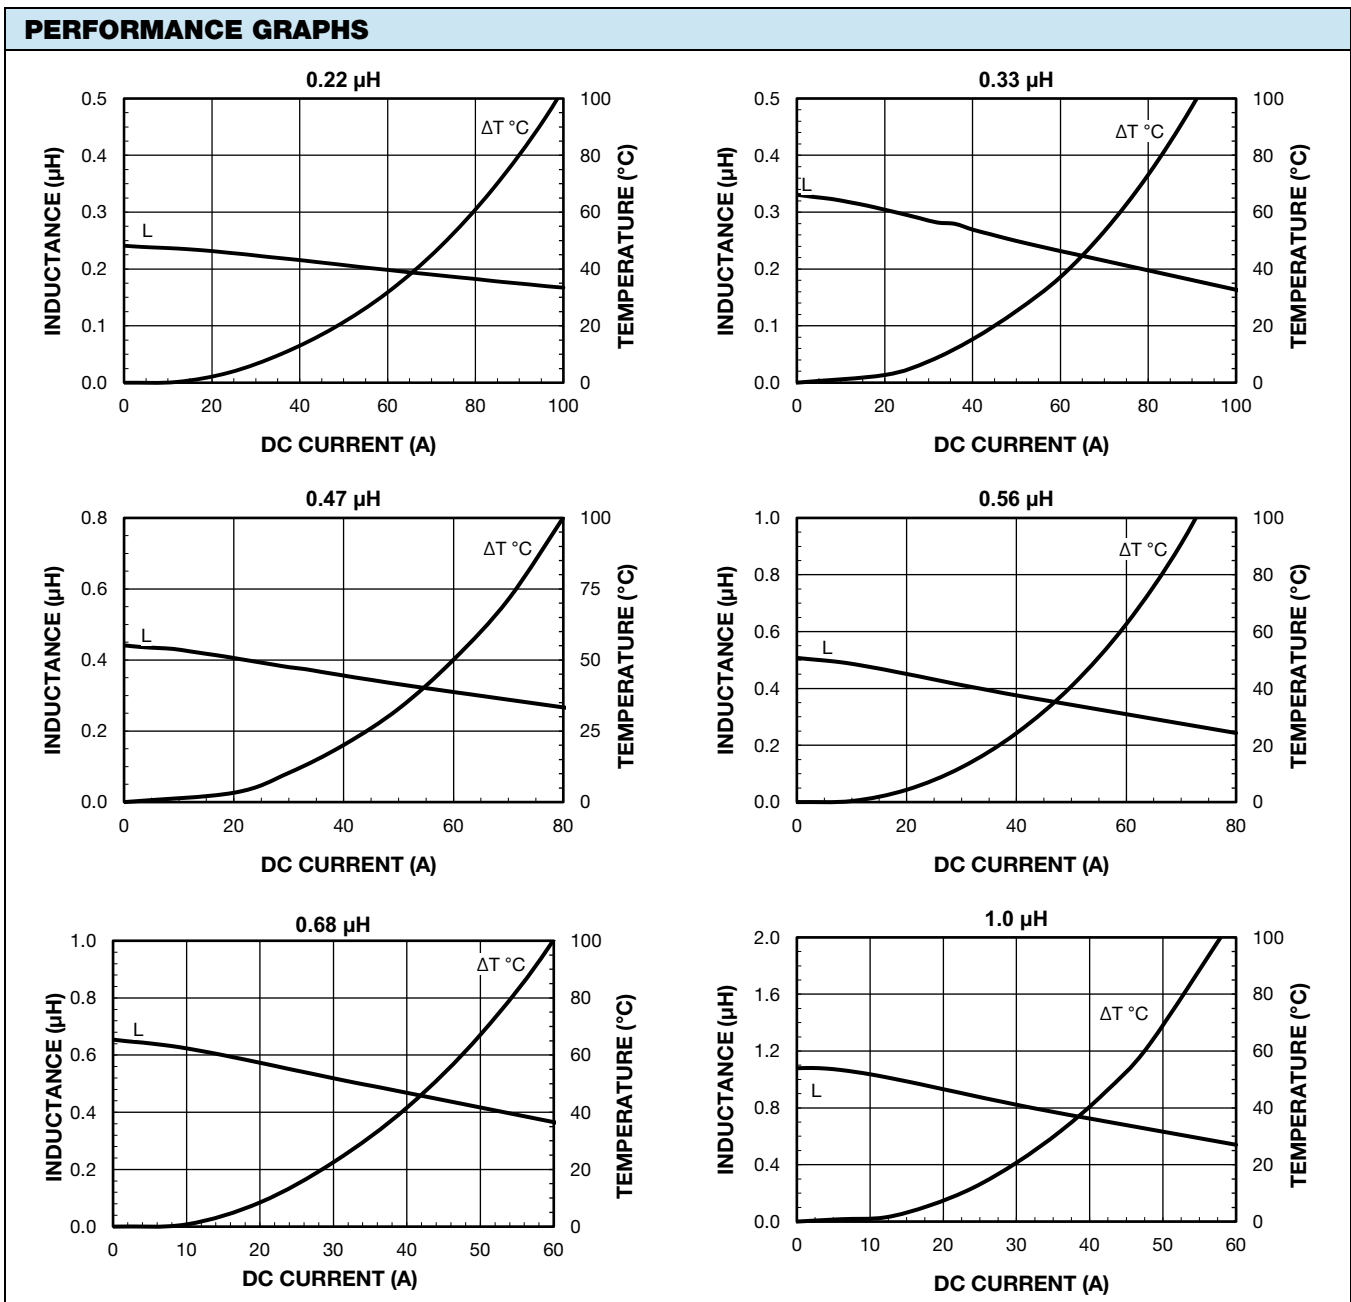 PERFORMANCE GRAPHS
0.22 µH
0.5
0.4
0.3
0.2
0.1
0.0
INDUCTANCE (µH)
L
ΔT °C
100
80
60
40
20
0
TEMPERATURE (°C)
0 20 40 60 80 100
DC CURRENT (A)
0.33 µH
0.5
0.4
0.3
0.2
0.1
0.0
INDUCTANCE (µH)
L
ΔT °C
100
80
60
40
20
0
TEMPERATURE (°C)
0 20 40 60 80 100
DC CURRENT (A)
0.47 µH
0.8
0.6
0.4
0.2
0.0
INDUCTANCE (µH)
L
ΔT °C
100
75
50
25
0
TEMPERATURE (°C)
0 20 40 60 80
DC CURRENT (A)
0.56 µH
1.0
0.8
0.6
0.4
0.2
0.0
INDUCTANCE (µH)
L
ΔT °C
100
80
60
40
20
0
TEMPERATURE (°C)
0 20 40 60 80
DC CURRENT (A)
0.68 µH
1.0
0.8
0.6
0.4
0.2
0.0
INDUCTANCE (µH)
L
ΔT °C
100
80
60
40
20
0
TEMPERATURE (°C)
0 10 20 30 40 50 60
DC CURRENT (A)
1.0 µH
2.0
1.6
1.2
0.8
0.4
0.0
INDUCTANCE (µH)
L
ΔT °C
100
80
60
40
20
0
TEMPERATURE (°C)
0 10 20 30 40 50 60
DC CURRENT (A)